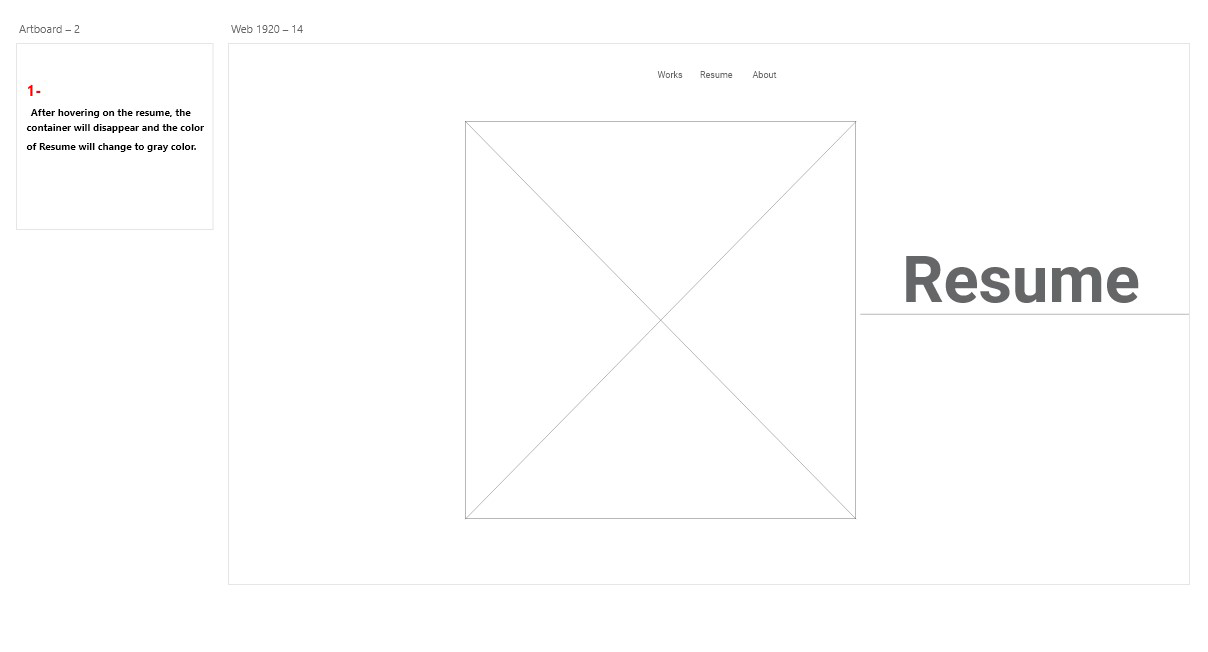 Artboard – 2
Web 1920 – 14
1-
After hovering on the resume, the
container will disappear and the color
of Resume will change to gray color.
Works Resume About
Resume